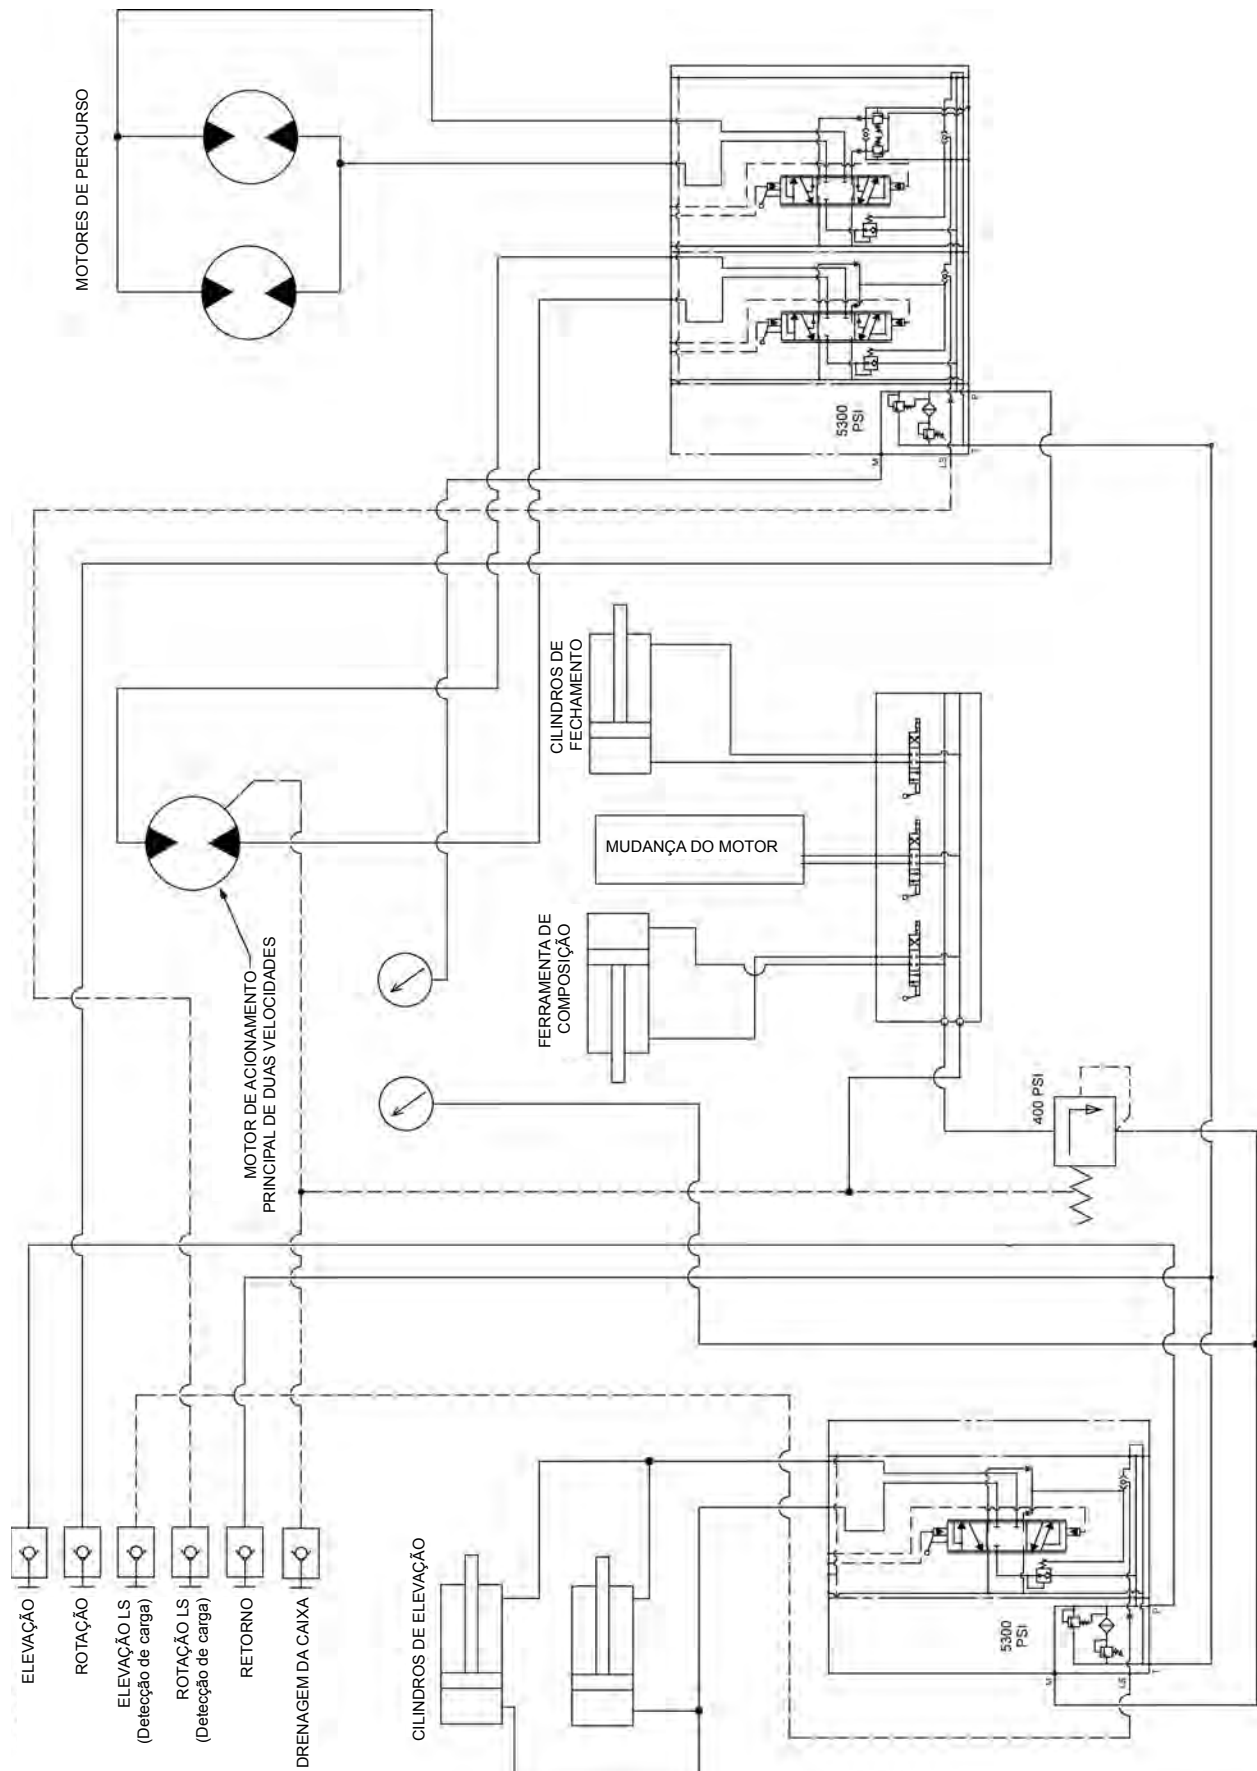 MOTORES DE PERCURSO
5300
PSI
M
LS
T
P
CILINDROS DE
FECHAMENTO
MUDANÇA DO MOTOR
MOTOR DE ACIONAMENTO
PRINCIPAL DE DUAS VELOCIDADES
FERRAMENTA DE
COMPOSIÇÃO
400 PSI
ELEVAÇÃO
ROTAÇÃO
ELEVAÇÃO LS
(Detecção de carga)
ROTAÇÃO LS
(Detecção de carga)
RETORNO
DRENAGEM DA CAIXA
CILINDROS DE ELEVAÇÃO
5300
PSI
M
LS
T
P